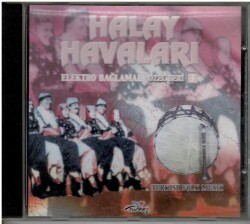 HALAY
HAVALARI
ELEKTRO BAĞLAMA
TURKISH FOLK MUSIC